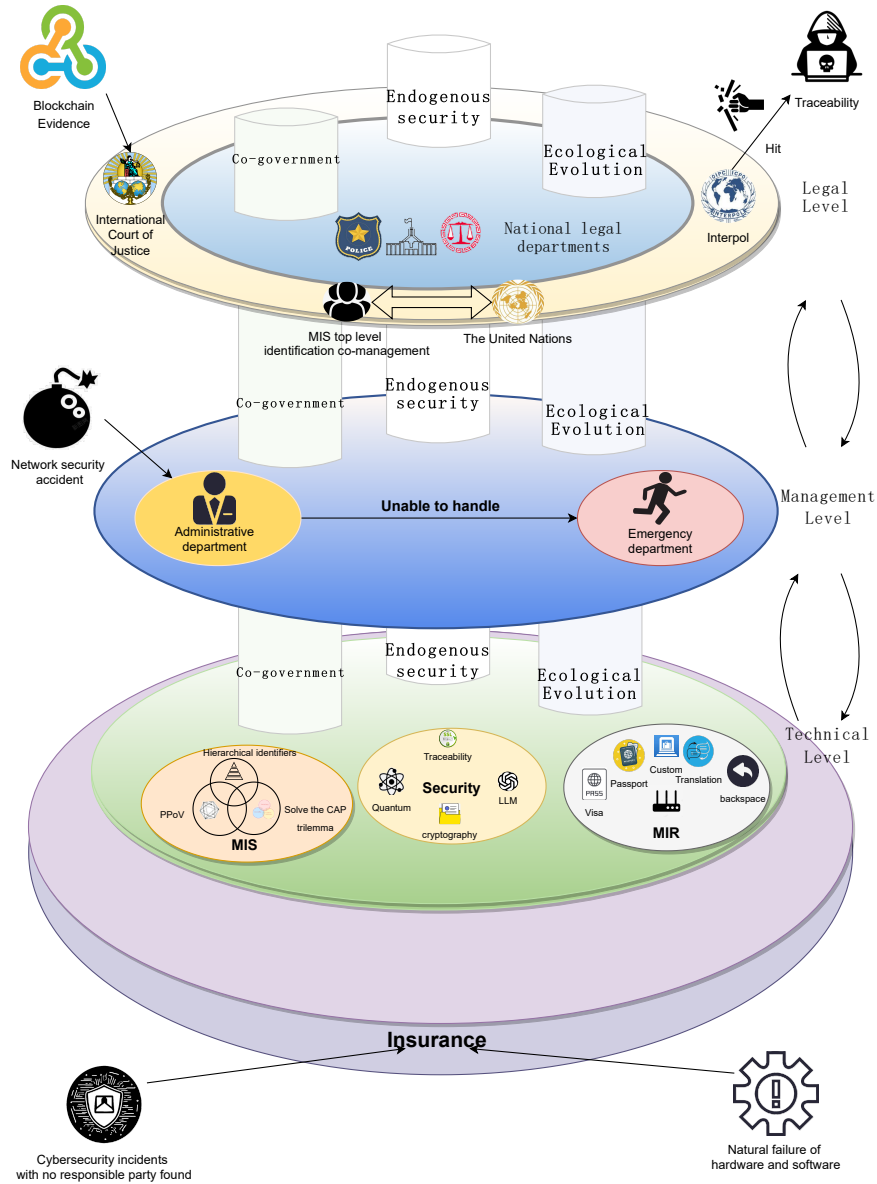 Blockchain
Evidence
Endogenous
security
Co-government
Ecological
Evolution
Traceability
Hit
Legal
Level
International
Court of
Justice
POLICE
National legal
departments
OIPC ICPO
INTERPOL
Interpol
MIS top level
identification co-management
The United Nations
Co-government
Endogenous
security
Ecological
Evolution
Network security
accident
Administrative
department
Unable to handle
Emergency
department
Management
Level
Co-government
Endogenous
security
Ecological
Evolution
Technical
Level
Hierarchical identifiers
PPoV
Solve the CAP
trilemma
MIS
Traceability
Quantum
Security
LLM
cryptography
PASS
Visa
Passport
Custom
Translation
backspace
MIR
Insurance
Cybersecurity incidents
with no responsible party found
Natural failure of
hardware and software